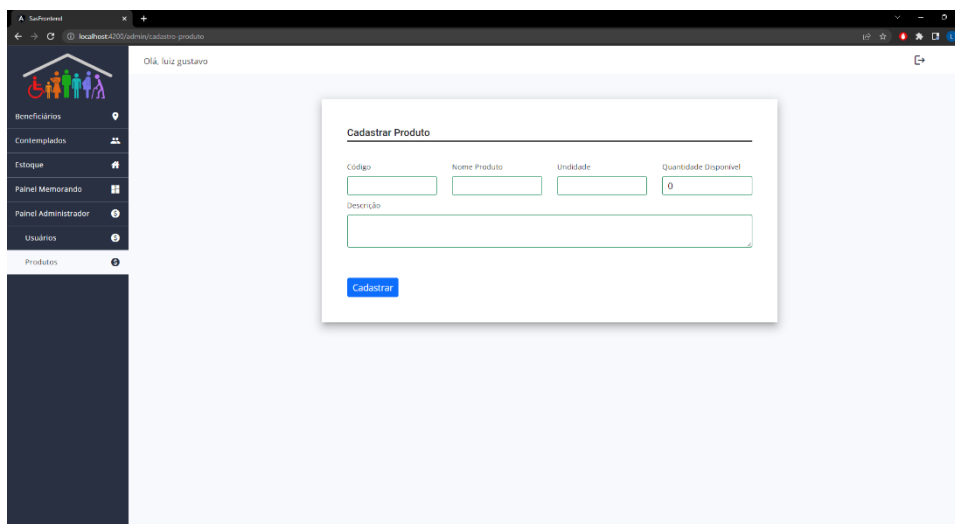 SasFrontend
localhost:4200/admin/cadastro-produto
Olá, luiz gustavo
Beneficiários
Contemplados
Estoque
Painel Memorando
Painel Administrador
Usuários
Produtos
Cadastrar Produto
Código Nome Produto Undidade Quantidade Disponível
0
Descrição
Cadastrar